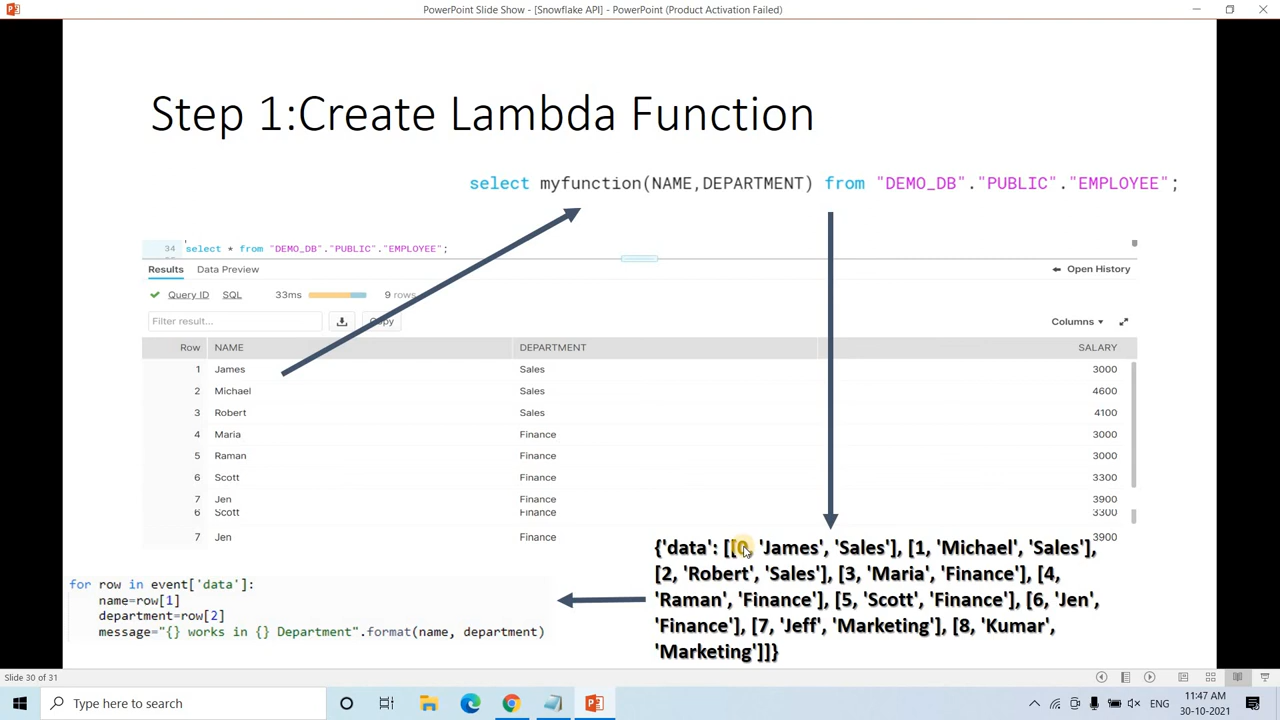 PowerPoint Slide Show - [Snowflake API] - PowerPoint (Product Activation Failed)
Step 1:Create Lambda Function
select myfunction(NAME,DEPARTMENT) from "DEMO_DB"."PUBLIC"."EMPLOYEE";
34 select * from "DEMO_DB"."PUBLIC"."EMPLOYEE";
Results Data Preview Open History
Query ID SQL 33ms 9 rows
Filter result... Copy Columns
Row NAME DEPARTMENT SALARY
1 James Sales 3000
2 Michael Sales 4600
3 Robert Sales 4100
4 Maria Finance 3000
5 Raman Finance 3000
6 Scott Finance 3300
7 Jen Finance 3900
6 Scott Finance 3300
7 Jen Finance 3900
{'data': [[0, 'James', 'Sales'], [1, 'Michael', 'Sales'],
[2, 'Robert', 'Sales'], [3, 'Maria', 'Finance'], [4,
'Raman', 'Finance'], [5, 'Scott', 'Finance'], [6, 'Jen',
'Finance'], [7, 'Jeff', 'Marketing'], [8, 'Kumar',
'Marketing']]}
for row in event['data']:
name=row[1]
department=row[2]
message="{} works in {} Department".format(name, department)
Slide 30 of 31
Type here to search
ENG
11:47 AM
30-10-2021